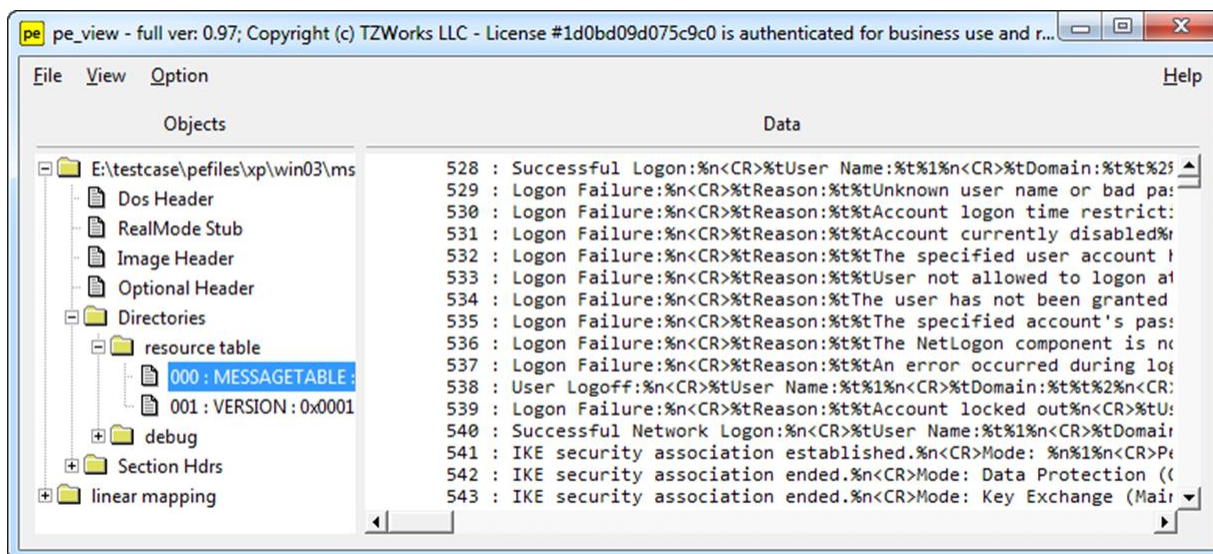 pe pe_view - full ver: 0.97; Copyright (c) TZWorks LLC - License #1d0bd09d075c9c0 is authenticated for business use and r...
File View Option Help
Objects
Data
E:\testcase\pefiles\xp\win03\ms
Dos Header
RealMode Stub
Image Header
Optional Header
Directories
resource table
000 : MESSAGETABLE :
001 : VERSION : 0x0001
debug
Section Hdrs
linear mapping
528 : Successful Logon:%n<CR>%tUser Name:%t%1%n<CR>%tDomain:%t%t%2%
529 : Logon Failure:%n<CR>%tReason:%t%tUnknown user name or bad pas
530 : Logon Failure:%n<CR>%tReason:%t%tAccount logon time restricti
531 : Logon Failure:%n<CR>%tReason:%t%tAccount currently disabled%n
532 : Logon Failure:%n<CR>%tReason:%t%tThe specified user account h
533 : Logon Failure:%n<CR>%tReason:%t%tUser not allowed to logon at
534 : Logon Failure:%n<CR>%tReason:%tThe user has not been granted
535 : Logon Failure:%n<CR>%tReason:%t%tThe specified account's pass
536 : Logon Failure:%n<CR>%tReason:%t%tThe NetLogon component is no
537 : Logon Failure:%n<CR>%tReason:%t%tAn error occurred during log
538 : User Logoff:%n<CR>%tUser Name:%t%1%n<CR>%tDomain:%t%t%2%n<CR>
539 : Logon Failure:%n<CR>%tReason:%t%tAccount locked out%n<CR>%tUs
540 : Successful Network Logon:%n<CR>%tUser Name:%t%1%n<CR>%tDomain
541 : IKE security association established.%n<CR>Mode: %n%1%n<CR>Pe
542 : IKE security association ended.%n<CR>Mode: Data Protection (Q
543 : IKE security association ended.%n<CR>Mode: Key Exchange (Main